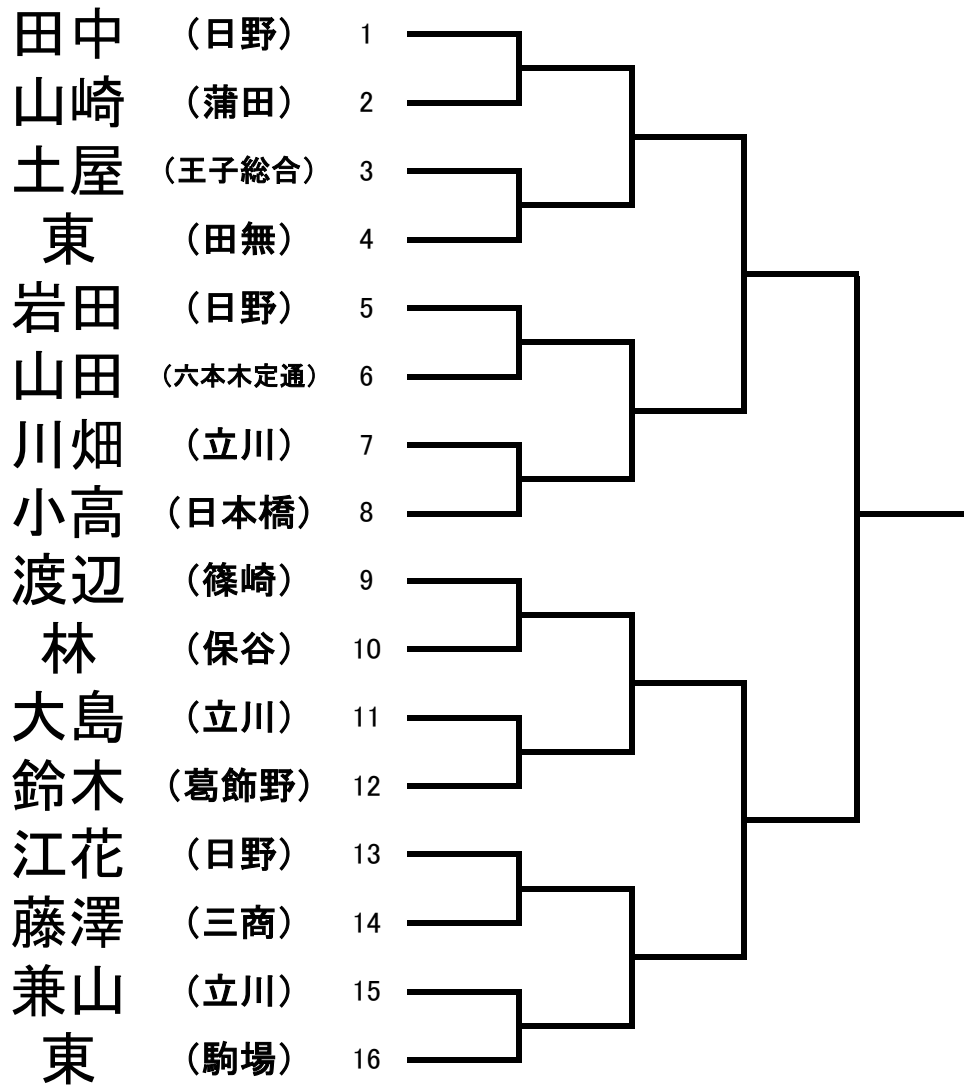 田中 （日野） 1
山崎 （蒲田） 2
土屋 （王子総合） 3
東 （田無） 4
岩田 （日野） 5
山田 （六本木定通） 6
川畑 （立川） 7
小高 （日本橋） 8
渡辺 （篠崎） 9
林 （保谷） 10
大島 （立川） 11
鈴木 （葛飾野） 12
江花 （日野） 13
藤澤 （三商） 14
兼山 （立川） 15
東 （駒場） 16